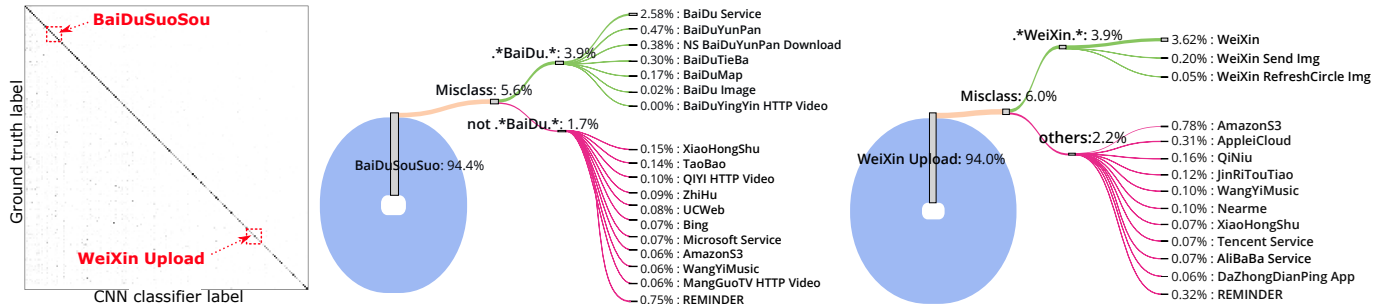 BaiDuSuoSou
WeiXin Upload
Ground truth label
CNN classifier label
BaiDuSouSuo: 94.4%
Misclass: 5.6%
.*BaiDu.*: 3.9%
2.58% : BaiDu Service
0.47% : BaiDuYunPan
0.38% : NS BaiDuYunPan Download
0.30% : BaiDuTieBa
0.17% : BaiDuMap
0.02% : BaiDu Image
0.00% : BaiDuYingYin HTTP Video
not .*BaiDu.*: 1.7%
0.15% : XiaoHongShu
0.14% : TaoBao
0.10% : QIYI HTTP Video
0.09% : ZhiHu
0.08% : UCWeb
0.07% : Bing
0.07% : Microsoft Service
0.06% : AmazonS3
0.06% : WangYiMusic
0.06% : MangGuoTV HTTP Video
0.75% : REMINDER
WeiXin Upload: 94.0%
Misclass: 6.0%
.*WeiXin.*: 3.9%
3.62% : WeiXin
0.20% : WeiXin Send Img
0.05% : WeiXin RefreshCircle Img
others:2.2%
0.78% : AmazonS3
0.31% : AppleiCloud
0.16% : QiNiu
0.12% : JinRiTouTiao
0.10% : WangYiMusic
0.10% : Nearme
0.07% : XiaoHongShu
0.07% : Tencent Service
0.07% : AliBaBa Service
0.06% : DaZhongDianPing App
0.32% : REMINDER